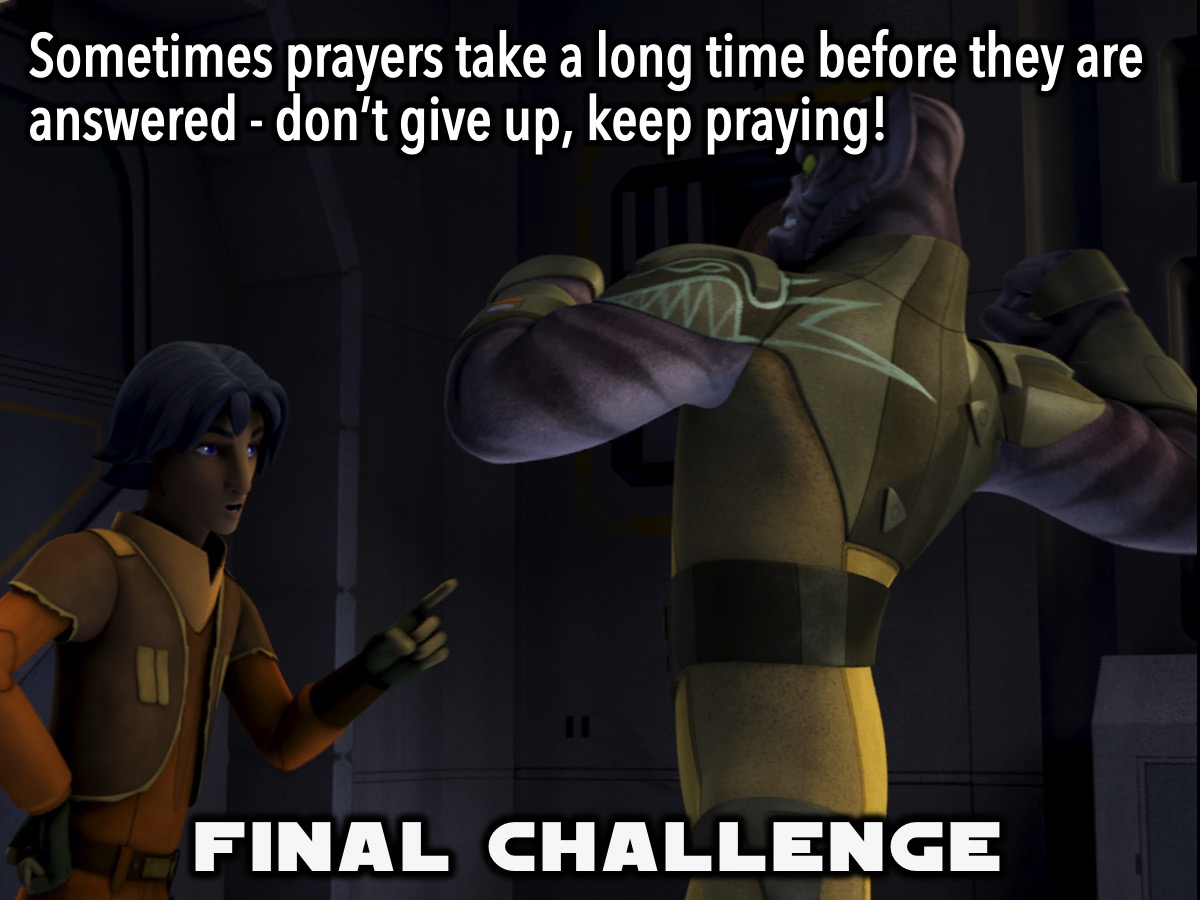 Sometimes prayers take a long time before they are
answered - don’t give up, keep praying!
FINAL CHALLENGE